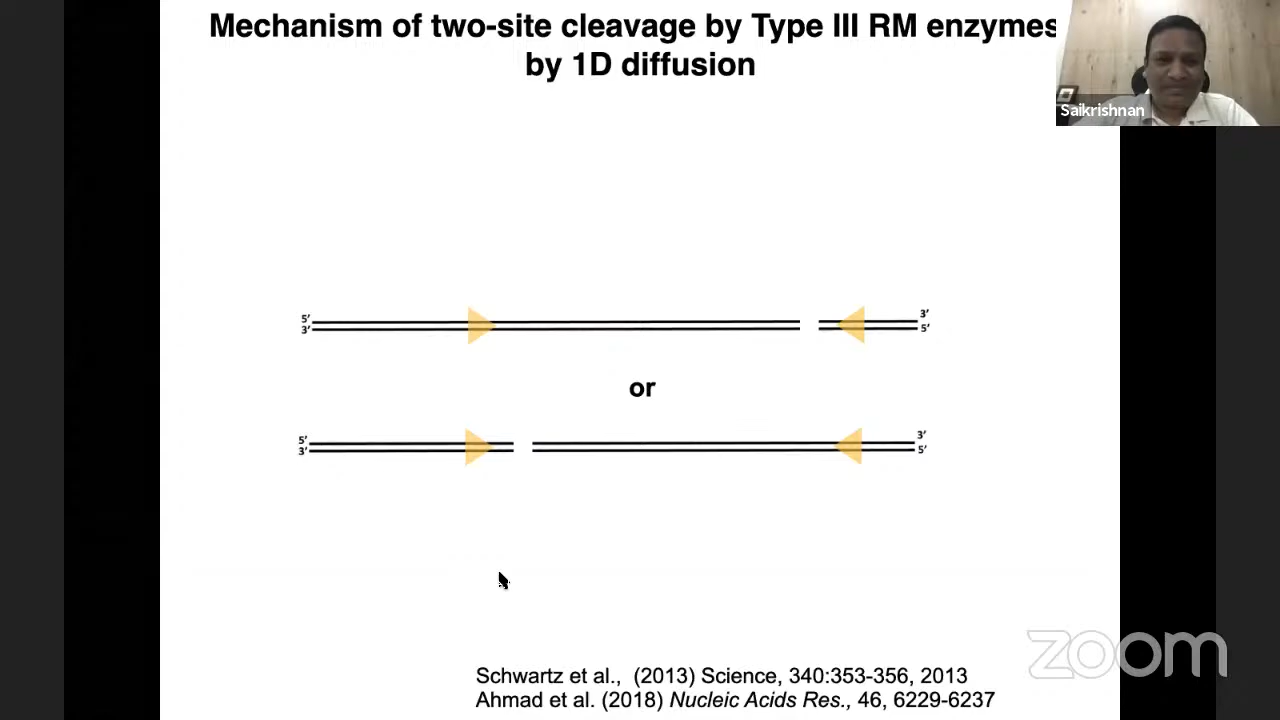 Mechanism of two-site cleavage by Type III RM enzymes
by 1D diffusion
Saikrishnan
5′ 3′
3′ 5′
or
5′ 3′
3′ 5′
Schwartz et al., (2013) Science, 340:353-356, 2013
Ahmad et al. (2018) Nucleic Acids Res., 46, 6229-6237
zoom